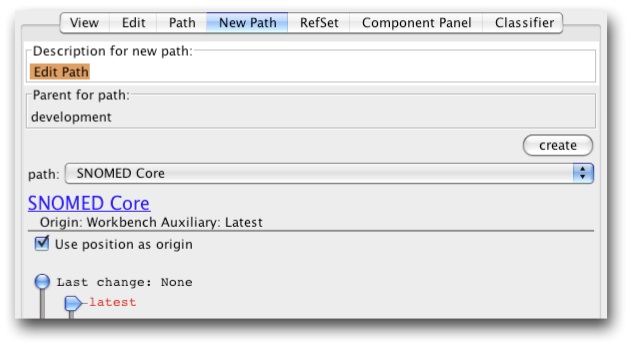 View Edit Path New Path RefSet Component Panel Classifier
Description for new path:
Edit Path
Parent for path:
development
create
path: SNOMED Core
SNOMED Core
Origin: Workbench Auxiliary: Latest
Use position as origin
Last change: None
latest